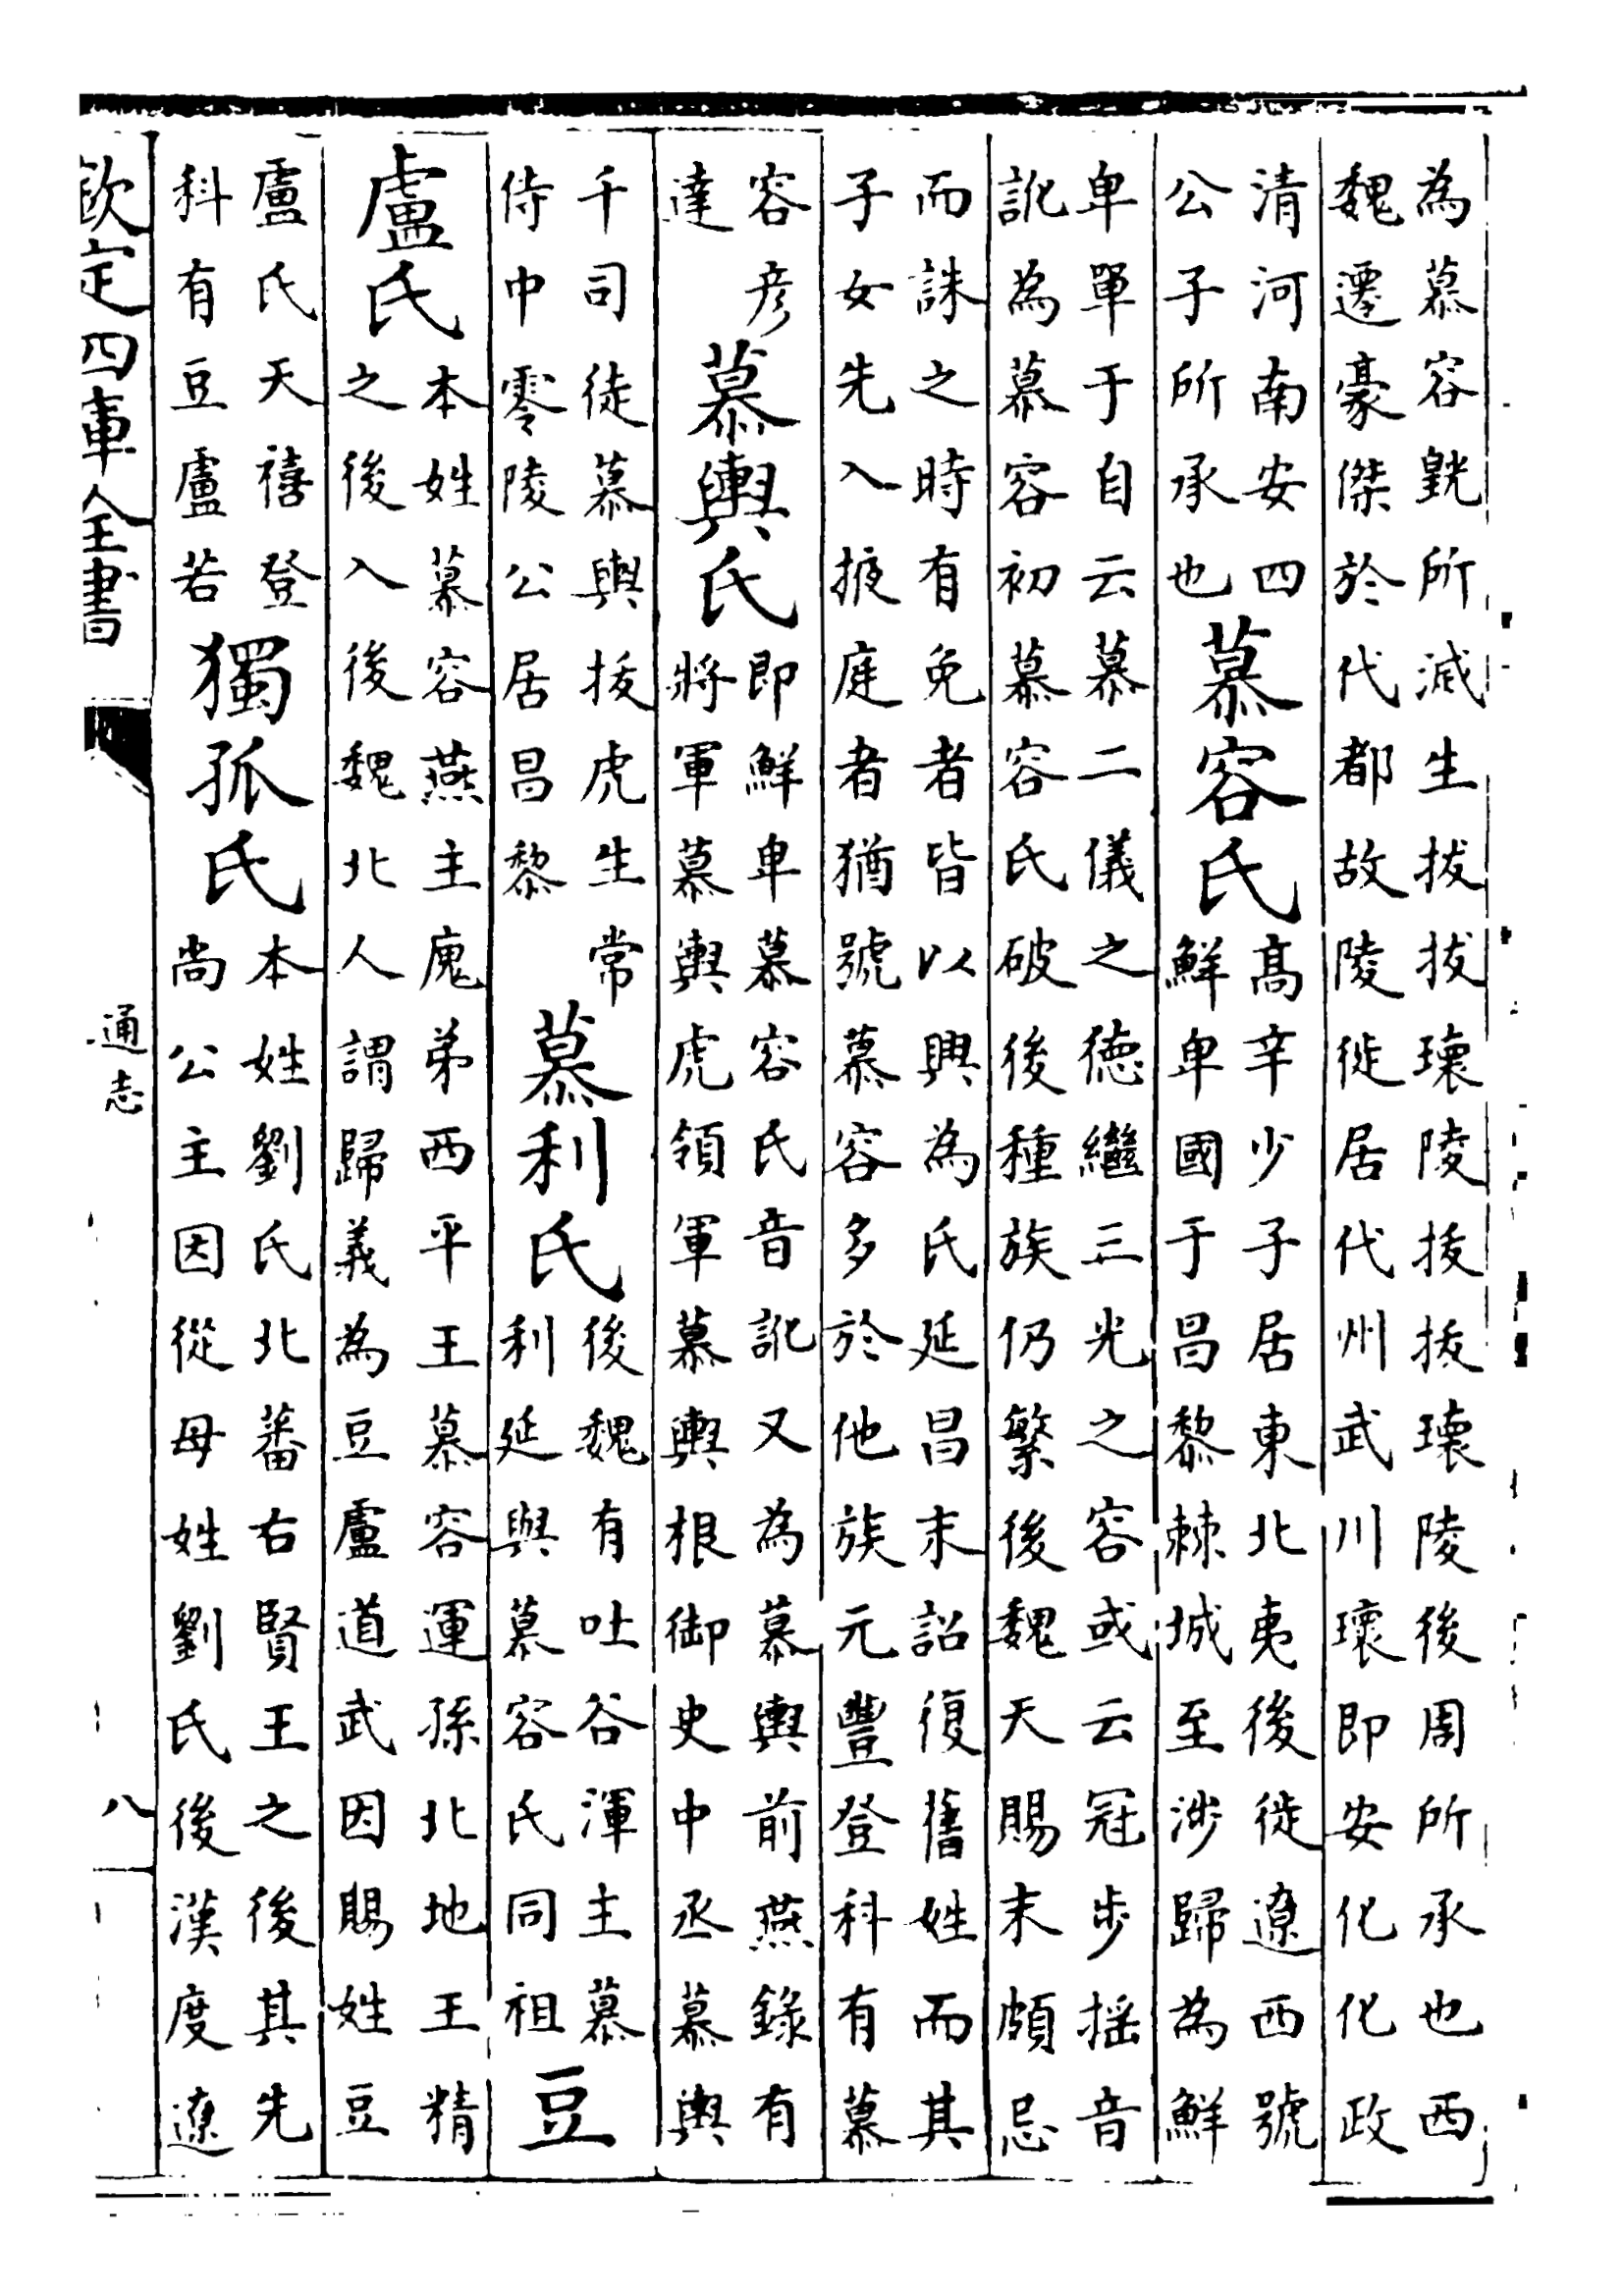 為慕容皝所滅生拔拔瓌陵拔拔瓌陵後周所承也西
魏遷豪傑於代都故陵徙居代州武川瓌即安化化政
清河南安四
公子所承也
慕容氏
高辛少子居東北夷後徙遼西號
鮮卑國于昌黎棘城至渉歸為鮮
卑單于自云慕二儀之徳繼三光之容或云冠步揺音
訛為慕容初慕容氏破後種族仍繁後魏天賜末頗忌
而誅之時有免者皆以興為氏延昌末詔復舊姓而其
子女先入掖庭者猶號慕容多於他族元豐登科有慕
容彦
達
慕輿氏
即鮮卑慕容氏音訛又為慕輿前燕錄有
將軍慕輿虎領軍慕輿根御史中丞慕輿
千司徒慕輿拔虎生常
侍中零陵公居昌黎
慕利氏
後魏有吐谷渾主慕
利延與慕容氏同祖
豆
盧氏
本姓慕容燕主廆弟西平王慕容運孫北地王精
之後入後魏北人謂歸義為豆盧道武因賜姓豆
盧氏天禧登
科有豆盧若
獨孤氏
本姓劉氏北蕃右賢王之後其先
尚公主因從母姓劉氏後漢度遼
欽定四庫全書
通志
八